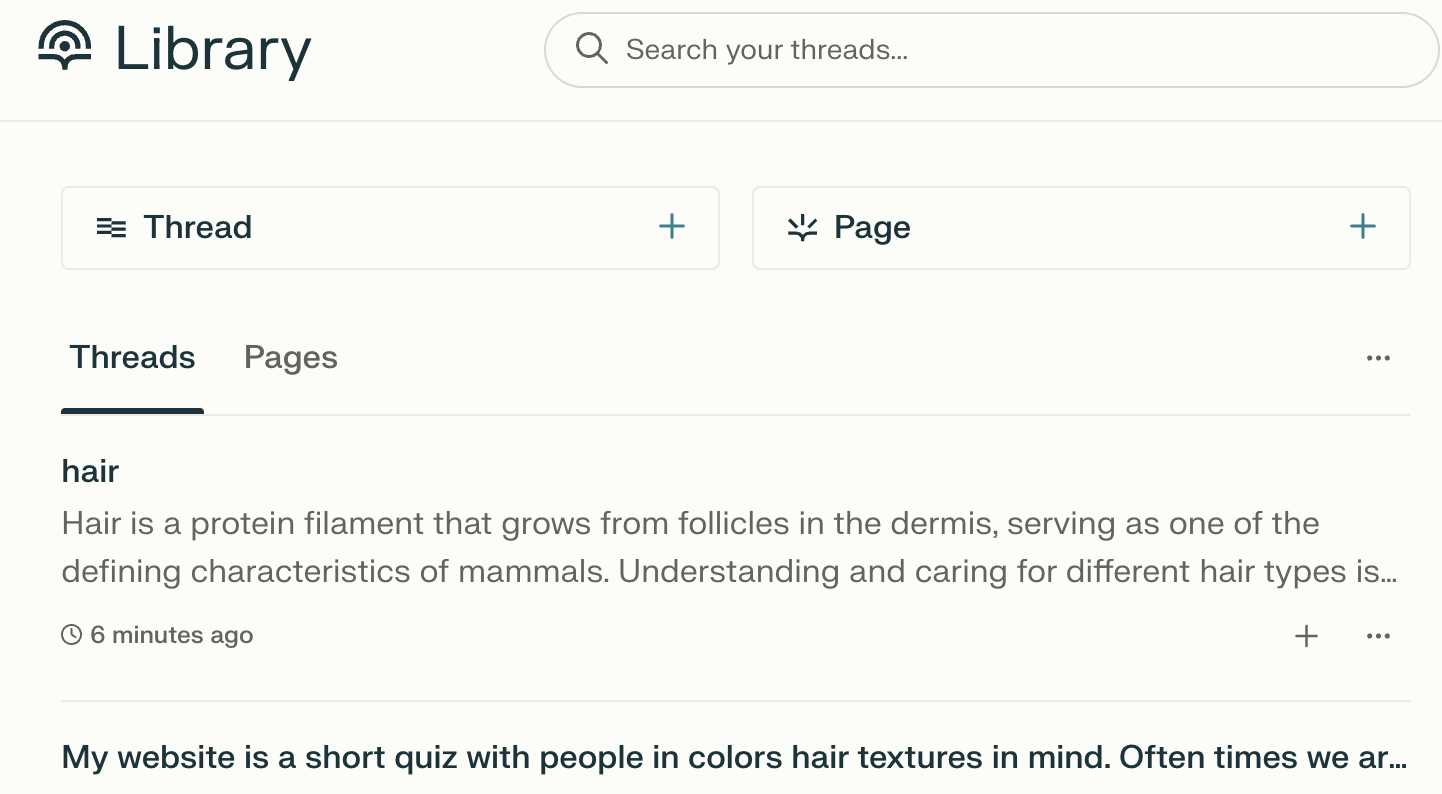 Library
Search your threads...
Thread
Page
Threads
Pages
hair
Hair is a protein filament that grows from follicles in the dermis, serving as one of the
defining characteristics of mammals. Understanding and caring for different hair types is...
6 minutes ago
My website is a short quiz with people in colors hair textures in mind. Often times we ar...